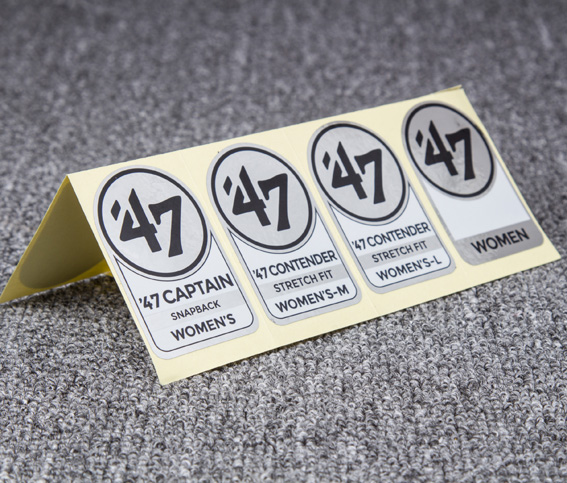 '47
'47 CAPTAIN
SNAPBACK
WOMEN'S
'47
'47 CONTENDER
STRETCH FIT
WOMEN'S-M
'47
'47 CONTENDER
STRETCH FIT
WOMEN'S-L
'47
WOMEN